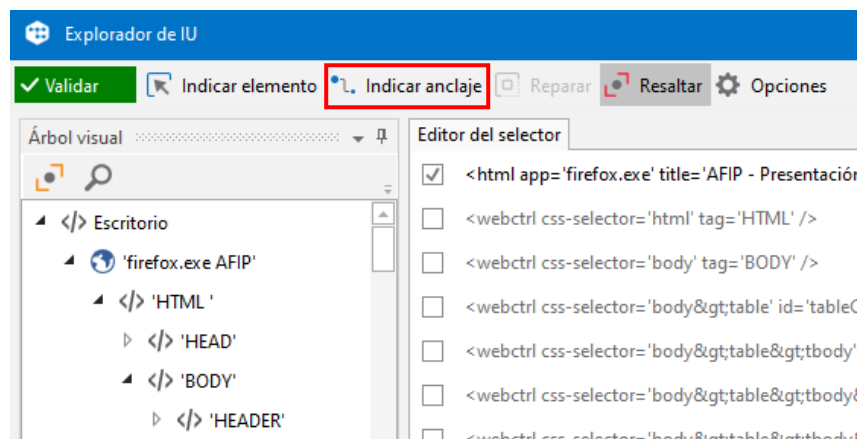 Explorador de IU
Validar Indicar elemento Indicar anclaje Reparar Resaltar Opciones
Árbol visual
Editor del selector
Escritorio
'firefox.exe AFIP'
'HTML '
'HEAD'
'BODY'
'HEADER'
<html app='firefox.exe' title='AFIP - Presentación
<webctrl css-selector='html' tag='HTML' />
<webctrl css-selector='body' tag='BODY' />
<webctrl css-selector='body&gt;table' id='table
<webctrl css-selector='body&gt;table&gt;tbody'
<webctrl css-selector='body&gt;table&gt;tbody&